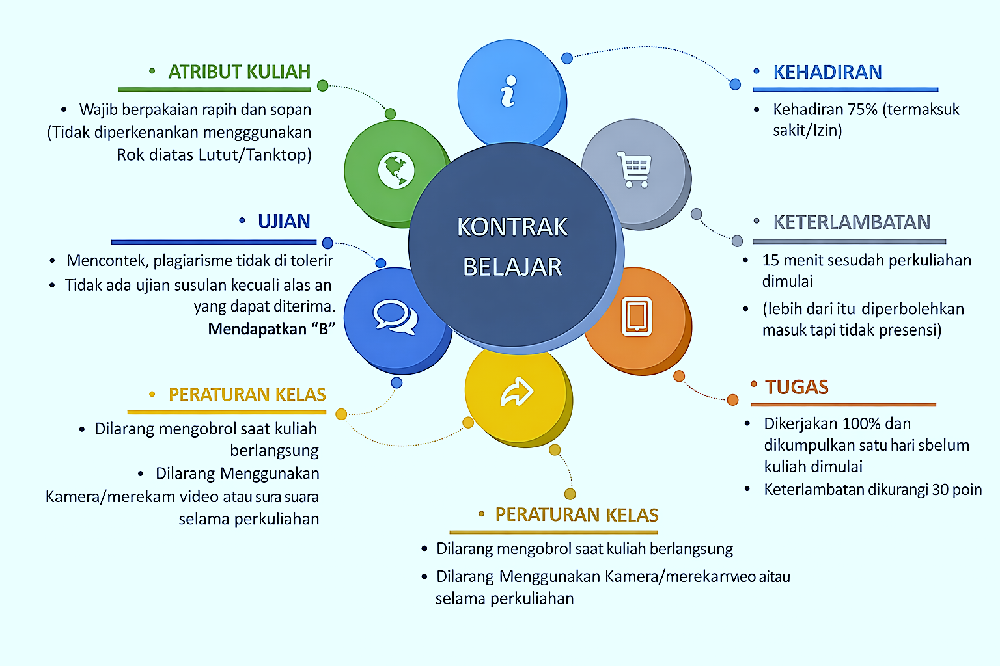 • ATRIBUT KULIAH
• Wajib berpakaian rapih dan sopan
(Tidak diperkenankan mengggunakan
Rok diatas Lutut/Tanktop)
• UJIAN
• Mencontek, plagiarisme tidak di tolerir
• Tidak ada ujian susulan kecuali alas an
yang dapat diterima.
Mendapatkan “B”
• PERATURAN KELAS
• Dilarang mengobrol saat kuliah
berlangsung
• Dilarang Menggunakan
Kamera/merekam video atau sura suara
selama perkuliahan
KONTRAK
BELAJAR
• KEHADIRAN
• Kehadiran 75% (termaksuk
sakit/Izin)
• KETERLAMBATAN
• 15 menit sesudah perkuliahan
dimulai
• (lebih dari itu diperbolehkan
masuk tapi tidak presensi)
• TUGAS
• Dikerjakan 100% dan
dikumpulkan satu hari sbelum
kuliah dimulai
• Keterlambatan dikurangi 30 poin
• PERATURAN KELAS
• Dilarang mengobrol saat kuliah berlangsung
• Dilarang Menggunakan aitau
selama perkuliahan